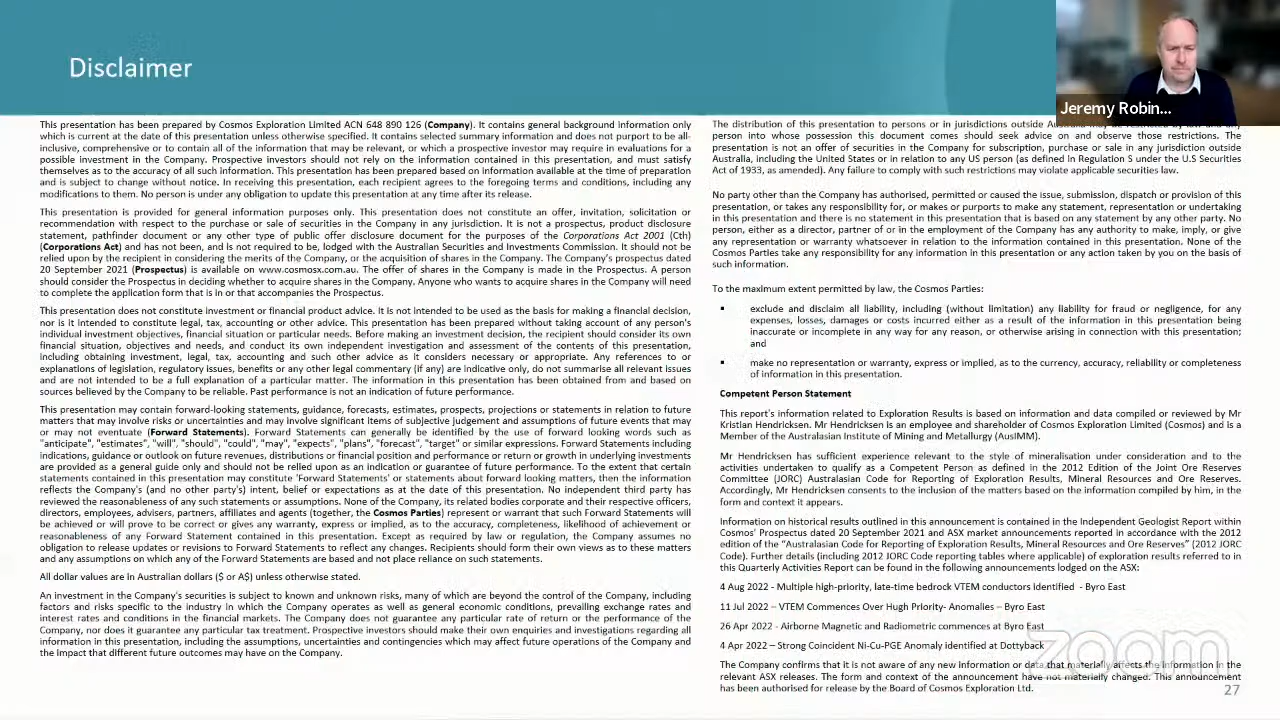 Disclaimer
Jeremy Robin...
This presentation has been prepared by Cosmos Exploration Limited ACN 648 890 126 (Company). It contains general background information only
which is current at the date of this presentation unless otherwise specified. It contains selected summary information and does not purport to be all-
inclusive, comprehensive or to contain all of the information that may be relevant, or which a prospective investor may require in evaluations for a
possible investment in the Company. Prospective investors should not rely on the information contained in this presentation, and must satisfy
themselves as to the accuracy of all such information. This presentation has been prepared based on information available at the time of preparation
and is subject to change without notice. In receiving this presentation, each recipient agrees to the foregoing terms and conditions, including any
modifications to them. No person is under any obligation to update this presentation at any time after its release.
This presentation is provided for general information purposes only. This presentation does not constitute an offer, invitation, solicitation or
recommendation with respect to the purchase or sale of securities in the Company in any jurisdiction. It is not a prospectus, product disclosure
statement, pathfinder document or any other type of public offer disclosure document for the purposes of the Corporations Act 2001 (Cth)
(Corporations Act) and has not been, and is not required to be, lodged with the Australian Securities and Investments Commission. It should not be
relied upon by the recipient in considering the merits of the Company, or the acquisition of shares in the Company. The Company's prospectus dated
20 September 2021 (Prospectus) is available on www.cosmosx.com.au. The offer of shares in the Company is made in the Prospectus. A person
should consider the Prospectus in deciding whether to acquire shares in the Company. Anyone who wants to acquire shares in the Company will need
to complete the application form that is in or that accompanies the Prospectus.
This presentation does not constitute investment or financial product advice. It is not intended to be used as the basis for making a financial decision,
nor is it intended to constitute legal, tax, accounting or other advice. This presentation has been prepared without taking account of any person's
individual investment objectives, financial situation or particular needs. Before making an investment decision, the recipient should consider its own
financial situation, objectives and needs, and conduct its own independent investigation and assessment of the contents of this presentation,
including obtaining investment, legal, tax, accounting and such other advice as it considers necessary or appropriate. Any references to or
explanations of legislation, regulatory issues, benefits or any other legal commentary (if any) are indicative only, do not summarise all relevant issues
and are not intended to be a full explanation of a particular matter. The information in this presentation has been obtained from and based on
sources believed by the Company to be reliable. Past performance is not an indication of future performance.
This presentation may contain forward-looking statements, guidance, forecasts, estimates, prospects, projections or statements in relation to future
matters that may involve risks or uncertainties and may involve significant items of subjective judgement and assumptions of future events that may
or may not eventuate (Forward Statements). Forward Statements can generally be identified by the use of forward looking words such as
"anticipate", "estimates", "will", "should", "could", "may", "expects", "plans", "forecast", "target" or similar expressions. Forward Statements including
indications, guidance or outlook on future revenues, distributions or financial position and performance or return or growth in underlying investments
are provided as a general guide only and should not be relied upon as an indication or guarantee of future performance. To the extent that certain
statements contained in this presentation may constitute 'Forward Statements' or statements about forward looking matters, then the information
reflects the Company's (and no other party's) intent, belief or expectations as at the date of this presentation. No independent third party has
reviewed the reasonableness of any such statements or assumptions. None of the Company, its related bodies corporate and their respective officers,
directors, employees, advisers, partners, affiliates and agents (together, the Cosmos Parties) represent or warrant that such Forward Statements will
be achieved or will prove to be correct or gives any warranty, express or implied, as to the accuracy, completeness, likelihood of achievement or
reasonableness of any Forward Statement contained in this presentation. Except as required by law or regulation, the Company assumes no
obligation to release updates or revisions to Forward Statements to reflect any changes. Recipients should form their own views as to these matters
and any assumptions on which any of the Forward Statements are based and not place reliance on such statements.
All dollar values are in Australian dollars ($ or A$) unless otherwise stated.
An investment in the Company's securities is subject to known and unknown risks, many of which are beyond the control of the Company, including
factors and risks specific to the industry in which the Company operates as well as general economic conditions, prevailing exchange rates and
interest rates and conditions in the financial markets. The Company does not guarantee any particular rate of return or the performance of the
Company, nor does it guarantee any particular tax treatment. Prospective investors should make their own enquiries and investigations regarding all
information in this presentation, including the assumptions, uncertainties and contingencies which may affect future operations of the Company and
the impact that different future outcomes may have on the Company.
The distribution of this presentation to persons or in jurisdictions outside
person into whose possession this document comes should seek advice on and observe those restrictions. The
presentation is not an offer of securities in the Company for subscription, purchase or sale in any jurisdiction outside
Australia, including the United States or in relation to any US person (as defined in Regulation S under the U.S Securities
Act of 1933, as amended). Any failure to comply with such restrictions may violate applicable securities law.
No party other than the Company has authorised, permitted or caused the issue, submission, dispatch or provision of this
presentation, or takes any responsibility for, or makes or purports to make any statement, representation or undertaking
in this presentation and there is no statement in this presentation that is based on any statement by any other party. No
person, either as a director, partner of or in the employment of the Company has any authority to make, imply, or give
any representation or warranty whatsoever in relation to the information contained in this presentation. None of the
Cosmos Parties take any responsibility for any information in this presentation or any action taken by you on the basis of
such information.
To the maximum extent permitted by law, the Cosmos Parties:
▪ exclude and disclaim all liability, including (without limitation) any liability for fraud or negligence, for any
expenses, losses, damages or costs incurred either as a result of the information in this presentation being
inaccurate or incomplete in any way for any reason, or otherwise arising in connection with this presentation;
and
▪ make no representation or warranty, express or implied, as to the currency, accuracy, reliability or completeness
of information in this presentation.
Competent Person Statement
This report's information related to Exploration Results is based on information and data compiled or reviewed by Mr
Kristian Hendricksen. Mr Hendricksen is an employee and shareholder of Cosmos Exploration Limited (Cosmos) and is a
Member of the Australasian Institute of Mining and Metallurgy (AusIMM).
Mr Hendricksen has sufficient experience relevant to the style of mineralisation under consideration and to the
activities undertaken to qualify as a Competent Person as defined in the 2012 Edition of the Joint Ore Reserves
Committee (JORC) Australasian Code for Reporting of Exploration Results, Mineral Resources and Ore Reserves.
Accordingly, Mr Hendricksen consents to the inclusion of the matters based on the information compiled by him, in the
form and context it appears.
Information on historical results outlined in this announcement is contained in the Independent Geologist Report within
Cosmos' Prospectus dated 20 September 2021 and ASX market announcements reported in accordance with the 2012
edition of the "Australasian Code for Reporting of Exploration Results, Mineral Resources and Ore Reserves" (2012 JORC
Code). Further details (including 2012 JORC Code reporting tables where applicable) of exploration results referred to in
this Quarterly Activities Report can be found in the following announcements lodged on the ASX:
4 Aug 2022 - Multiple high-priority, late-time bedrock VTEM conductors identified - Byro East
11 Jul 2022 – VTEM Commences Over Hugh Priority- Anomalies – Byro East
26 Apr 2022 - Airborne Magnetic and Radiometric commences at Byro East
4 Apr 2022 – Strong Coincident Ni-Cu-PGE Anomaly identified at Dottyback
The Company confirms that it is not aware of any new information or data that materially affects the information in the
relevant ASX releases. The form and context of the announcement have not materially changed. This announcement
has been authorised for release by the Board of Cosmos Exploration Ltd.
zoom
27